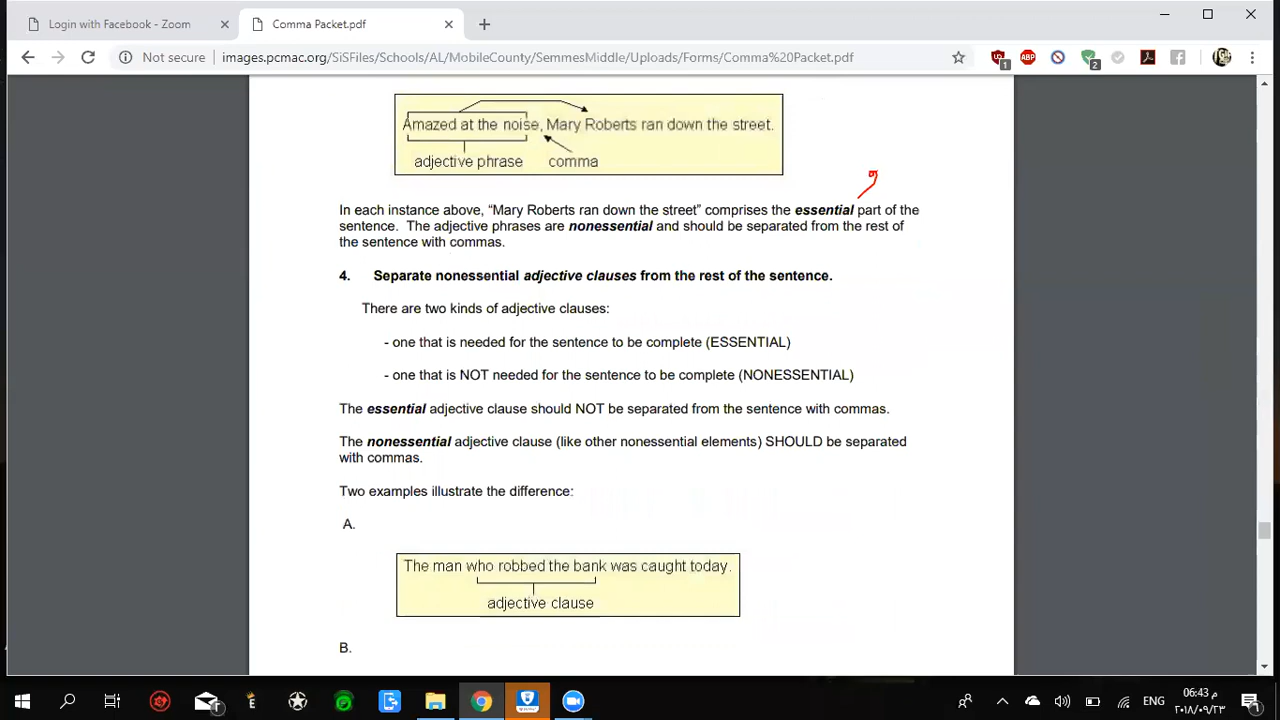 Login with Facebook - Zoom
Comma Packet.pdf
Not secure images.pcmac.org/SiSFiles/Schools/AL/MobileCounty/SemmesMiddle/Uploads/Forms/Comma%20Packet.pdf
1
ABP
2
Amazed at the noise, Mary Roberts ran down the street.
adjective phrase comma
In each instance above, “Mary Roberts ran down the street” comprises the essential part of the
sentence. The adjective phrases are nonessential and should be separated from the rest of
the sentence with commas.
4. Separate nonessential adjective clauses from the rest of the sentence.
There are two kinds of adjective clauses:
- one that is needed for the sentence to be complete (ESSENTIAL)
- one that is NOT needed for the sentence to be complete (NONESSENTIAL)
The essential adjective clause should NOT be separated from the sentence with commas.
The nonessential adjective clause (like other nonessential elements) SHOULD be separated
with commas.
Two examples illustrate the difference:
A.
The man who robbed the bank was caught today.
adjective clause
B.
ENG
06:43 م
٢٠١٨/٠٩/٢٣